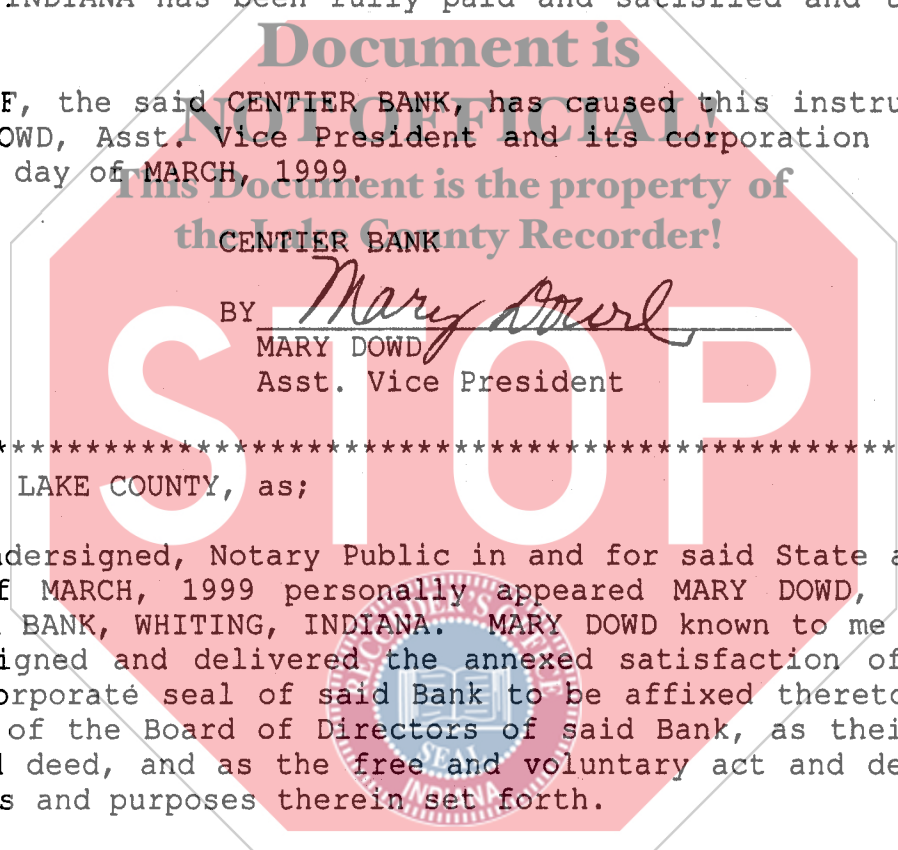 INDIANA has been fully paid and satisfied and t
Document is
NOT OFFICIAL!
This Document is the property of
the Lake County Recorder!
STOP
F, the said CENTIER BANK, has caused this instru
OWD, Asst. Vice President and its corporation
day of MARCH, 1999.
CENTIER BANK
BY Mary Dowd
MARY DOWD
Asst. Vice President
************************************************
LAKE COUNTY, as;
dersigned, Notary Public in and for said State a
f MARCH, 1999 personally appeared MARY DOWD,
BANK, WHITING, INDIANA. MARY DOWD known to me
igned and delivered the annexed satisfaction of
orporate seal of said Bank to be affixed thereto
of the Board of Directors of said Bank, as thei
d deed, and as the free and voluntary act and de
s and purposes therein set forth.
RECORDER'S OFFICE
SEAL
INDIANA